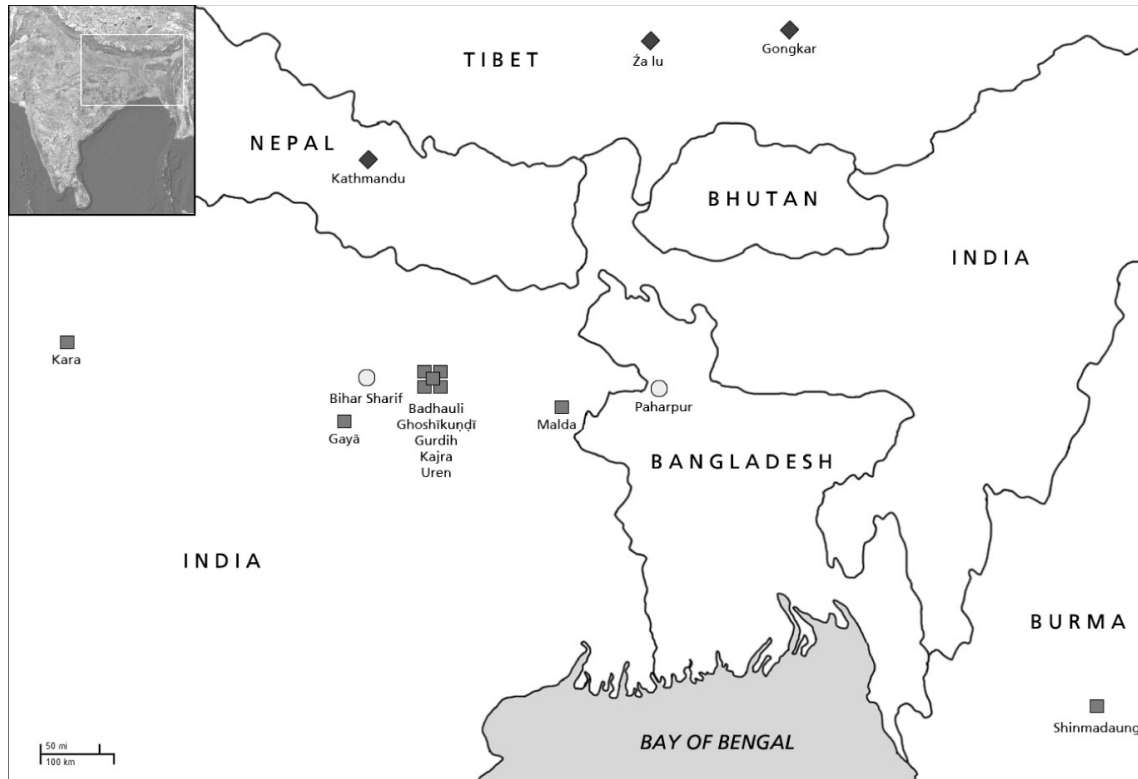 TIBET
Źa lu
Gongkar
NEPAL
Kathmandu
BHUTAN
INDIA
Kara
Bihar Sharif
Gayā
Badhauli
Ghoshīkuṇḍī
Gurdih
Kajra
Uren
Malda
Paharpur
BANGLADESH
INDIA
BURMA
Shinmadaung
BAY OF BENGAL
50 mi
100 km